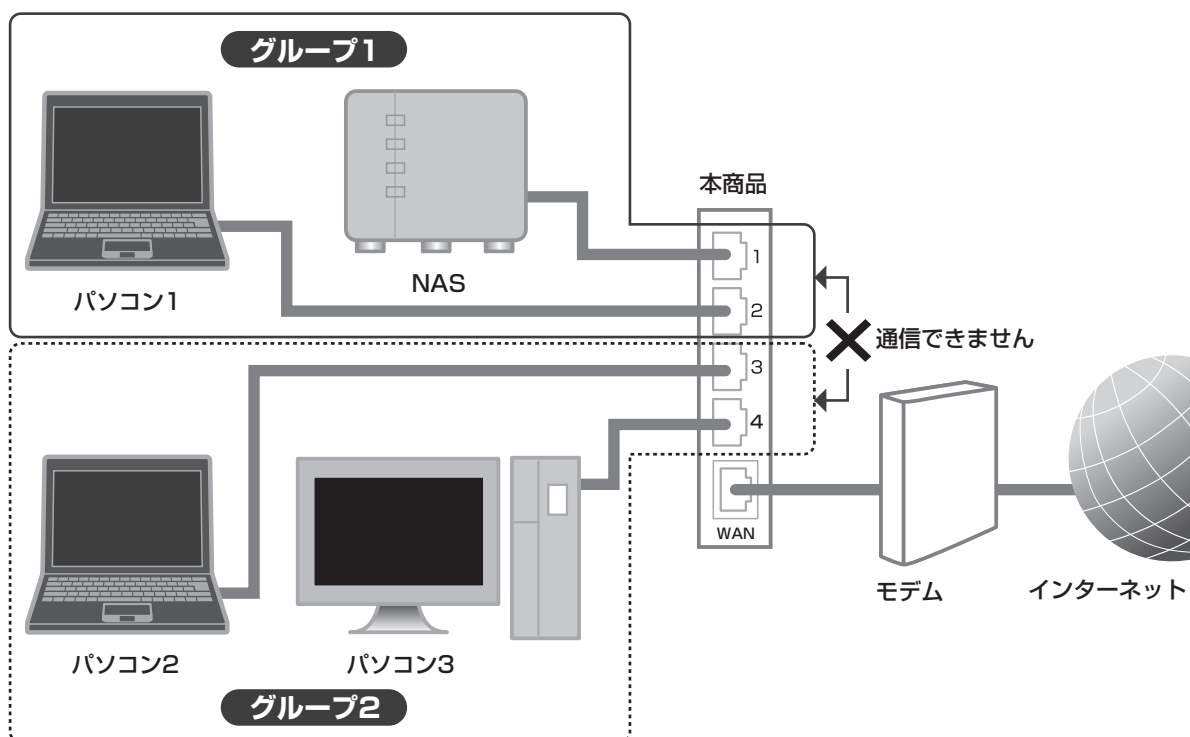 グループ1
本商品
1
NAS
パソコン1
2
通信できません
3
4
WAN
モデム
インターネット
パソコン2
パソコン3
グループ2